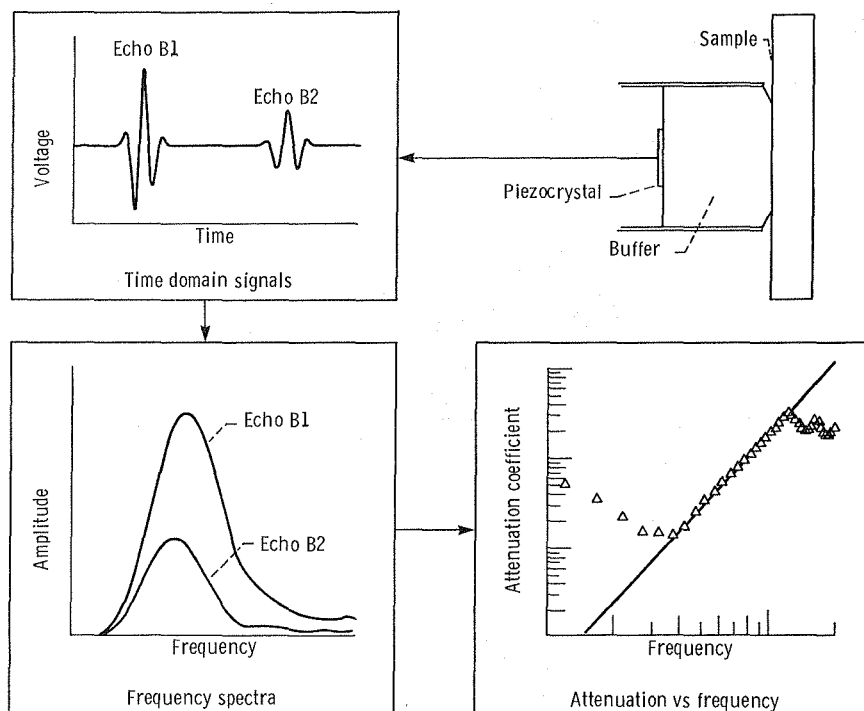 Echo B1
Echo B2
Voltage
Time
Time domain signals
Sample
Piezocrystal
Buffer
Echo B1
Echo B2
Amplitude
Frequency
Frequency spectra
Attenuation coefficient
Frequency
Attenuation vs frequency